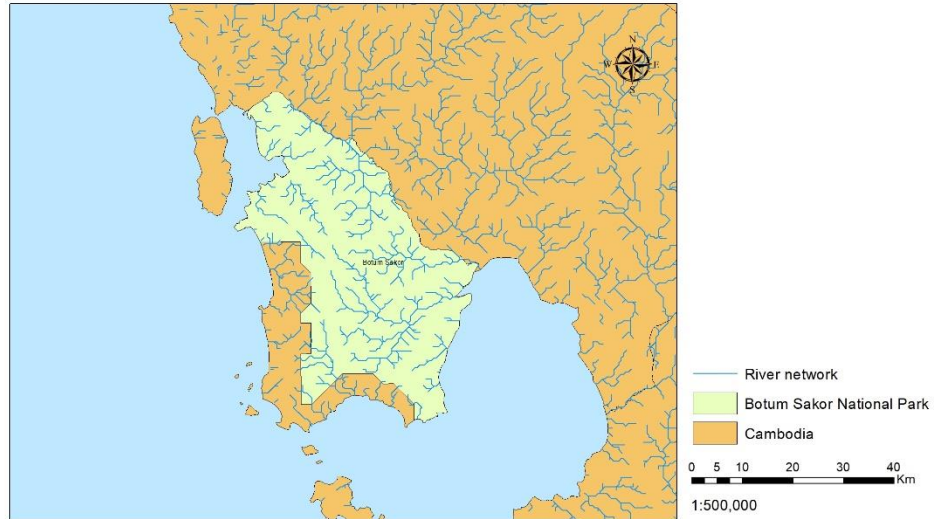 N
W
E
S
Botum Sakor
River network
Botum Sakor National Park
Cambodia
0 5 10 20 30 40
Km
1:500,000